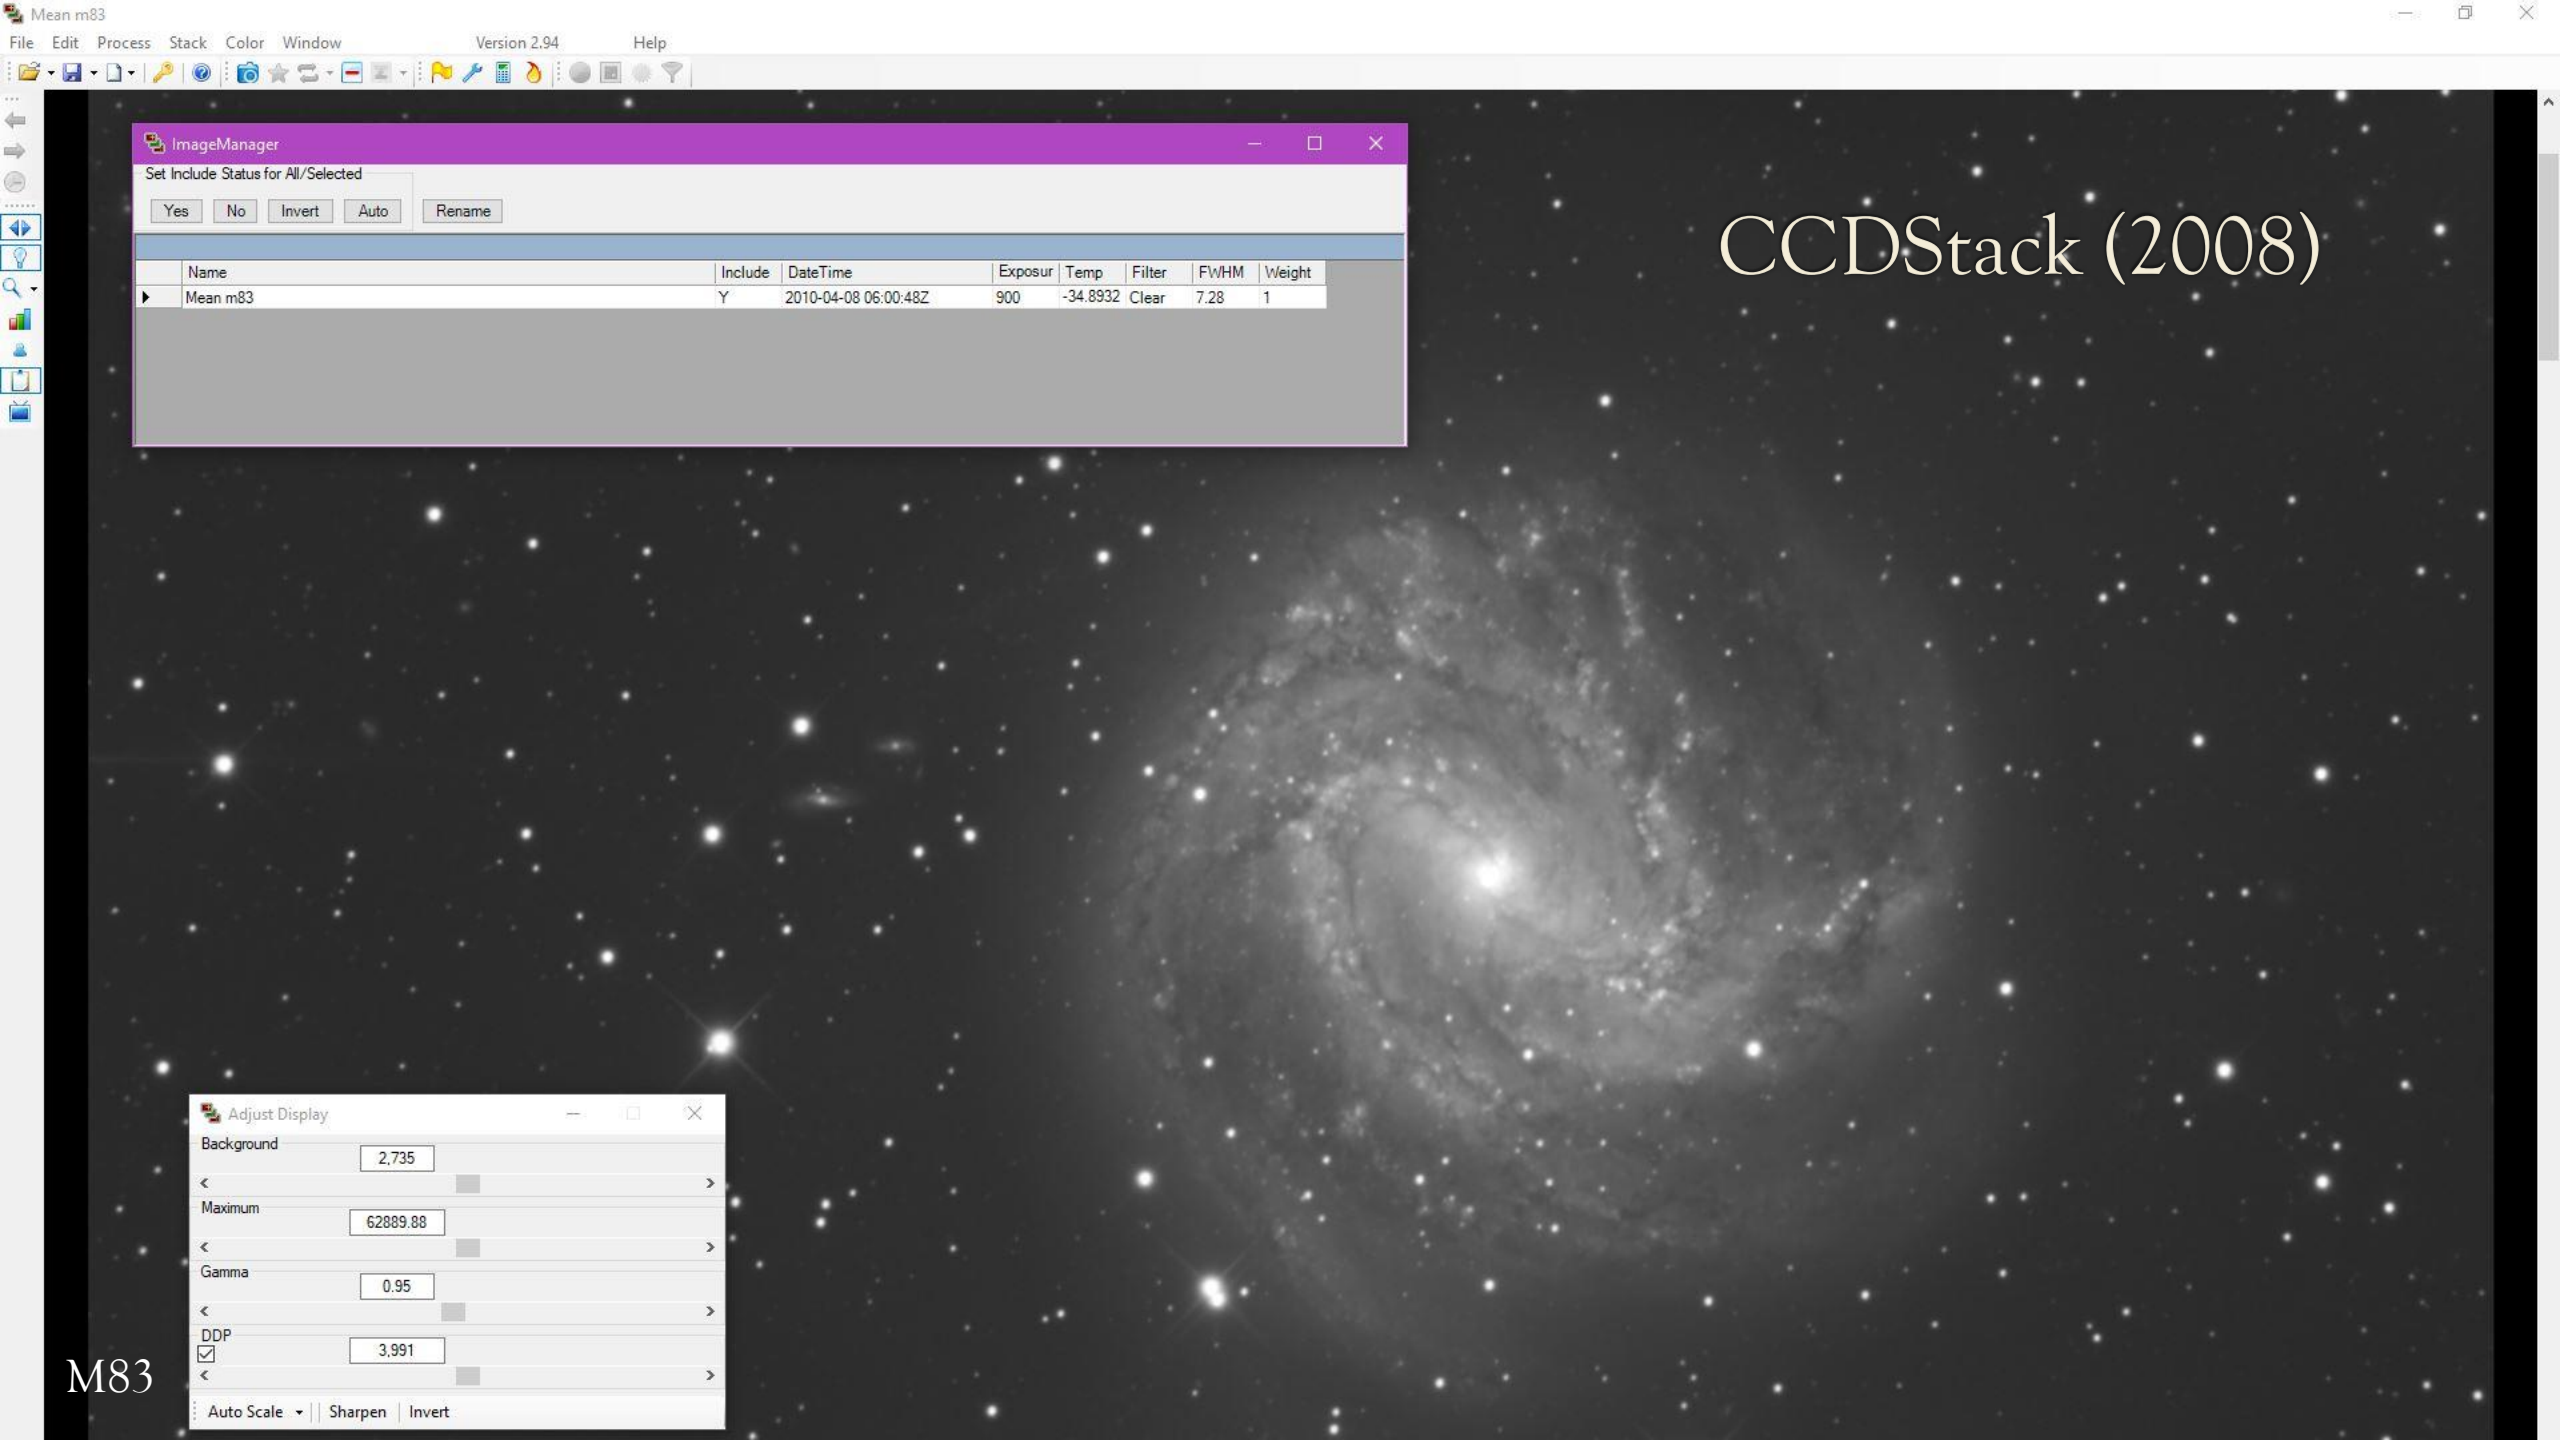 Mean m83
File Edit Process Stack Color Window Version 2.94 Help
ImageManager
Set Include Status for All/Selected
Yes No Invert Auto Rename
CCDStack (2008)
Name Include DateTime Exposur Temp Filter FWHM Weight
Mean m83 Y 2010-04-08 06:00:48Z 900 -34.8932 Clear 7.28 1
Adjust Display
Background
2,735
Maximum
62889.88
Gamma
0.95
DDP
3,991
M83
Auto Scale Sharpen Invert